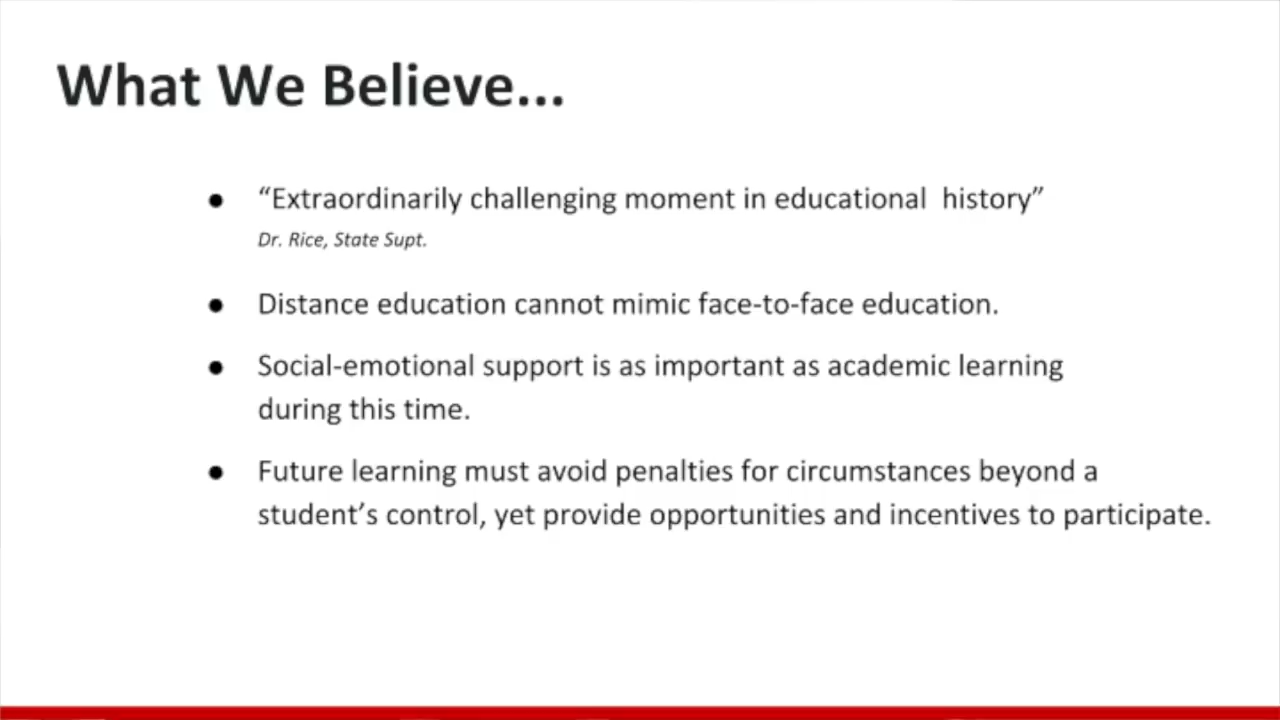 What We Believe...
● “Extraordinarily challenging moment in educational  history”
Dr. Rice, State Supt.
● Distance education cannot mimic face-to-face education.
● Social-emotional support is as important as academic learning
during this time.
● Future learning must avoid penalties for circumstances beyond a
student’s control, yet provide opportunities and incentives to participate.